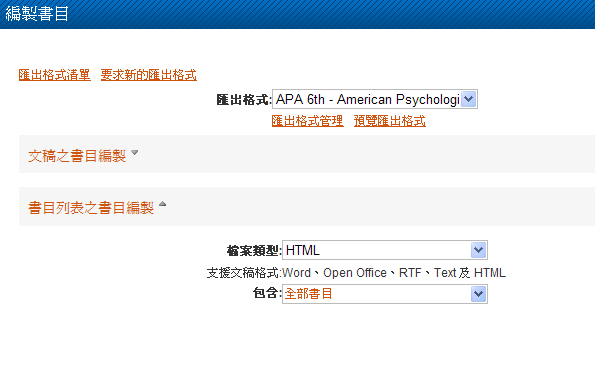 編製書目
匯出格式清單 要求新的匯出格式
匯出格式: APA 6th - American Psychologi
匯出格式管理 預覽匯出格式
文稿之書目編製
書目列表之書目編製
檔案類型: HTML
支援文稿格式:Word、Open Office、RTF、Text 及 HTML
包含: 全部書目